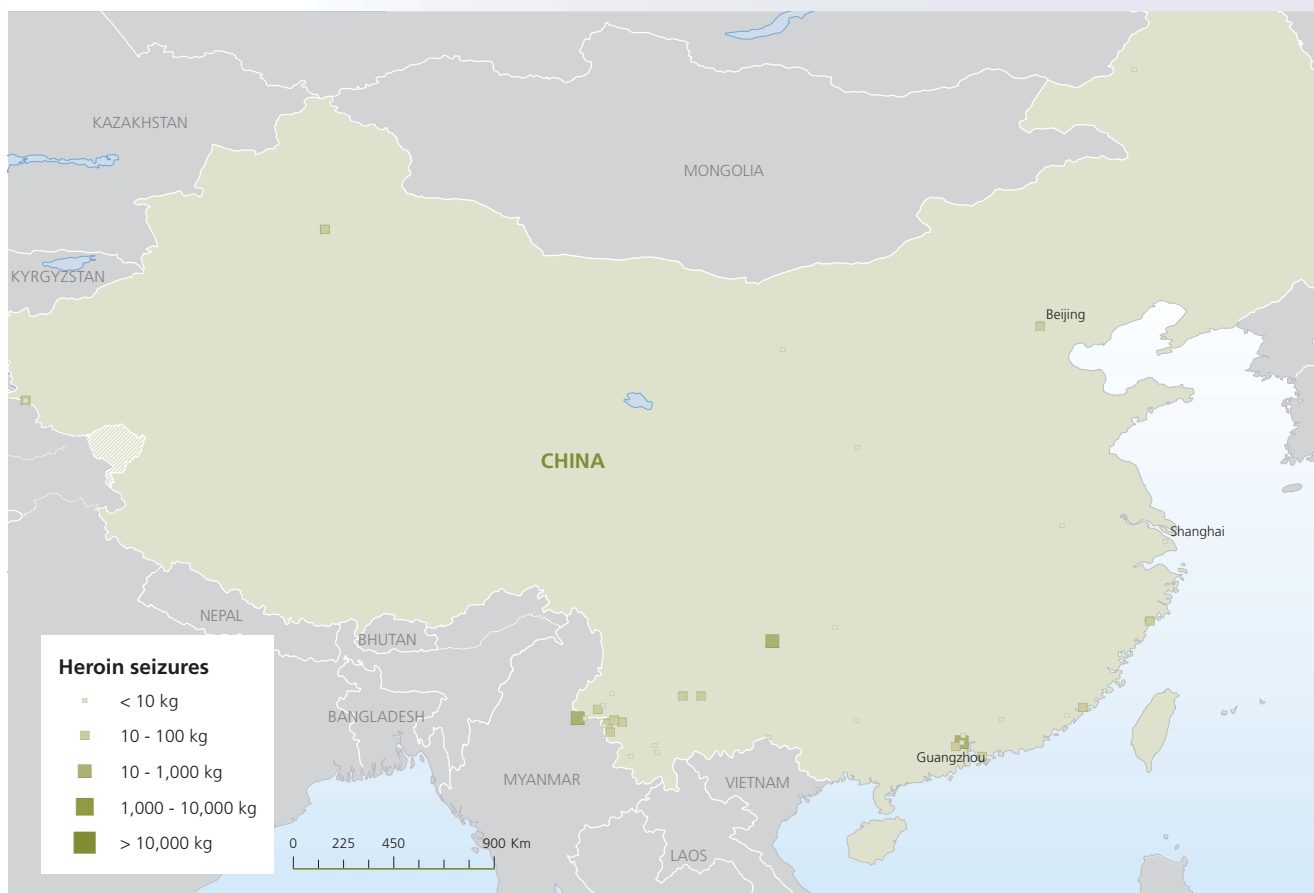 KAZAKHSTAN
MONGOLIA
KYRGYZSTAN
Beijing
CHINA
Shanghai
NEPAL
BHUTAN
BANGLADESH
MYANMAR
VIETNAM
LAOS
Guangzhou
Heroin seizures
< 10 kg
10 - 100 kg
10 - 1,000 kg
1,000 - 10,000 kg
> 10,000 kg
0 225 450 900 Km